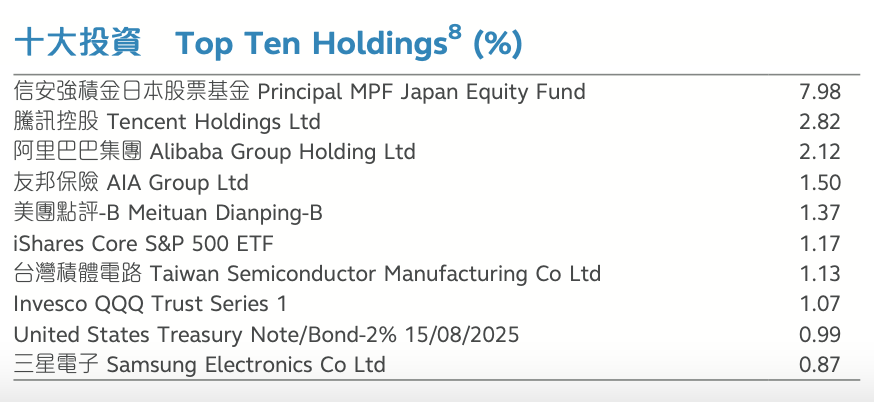 十大投資 Top Ten Holdings8 (%)
信安強積金日本股票基金 Principal MPF Japan Equity Fund 7.98
騰訊控股 Tencent Holdings Ltd 2.82
阿里巴巴集團 Alibaba Group Holding Ltd 2.12
友邦保險 AIA Group Ltd 1.50
美團點評-B Meituan Dianping-B 1.37
iShares Core S&P 500 ETF 1.17
台灣積體電路 Taiwan Semiconductor Manufacturing Co Ltd 1.13
Invesco QQQ Trust Series 1 1.07
United States Treasury Note/Bond-2% 15/08/2025 0.99
三星電子 Samsung Electronics Co Ltd 0.87